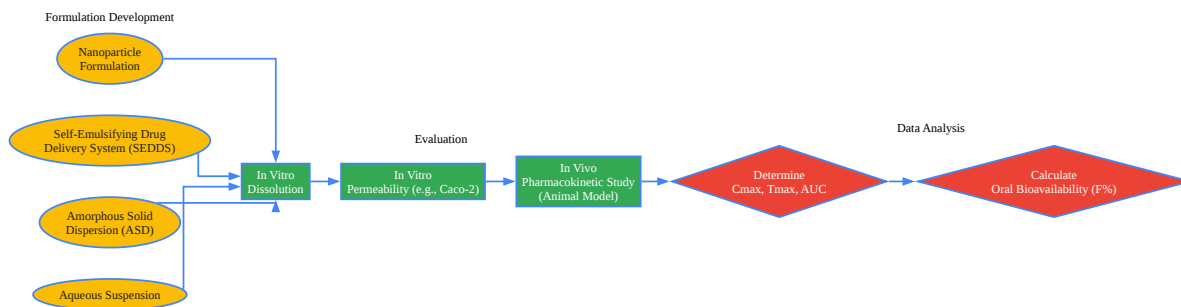 Formulation Development
Nanoparticle
Formulation
Self-Emulsifying Drug
Delivery System (SEDDS)
Amorphous Solid
Dispersion (ASD)
Aqueous Suspension
Evaluation
In Vitro
Dissolution
In Vitro
Permeability (e.g., Caco-2)
In Vivo
Pharmacokinetic Study
(Animal Model)
Data Analysis
Determine
Cmax, Tmax, AUC
Calculate
Oral Bioavailability (F%)